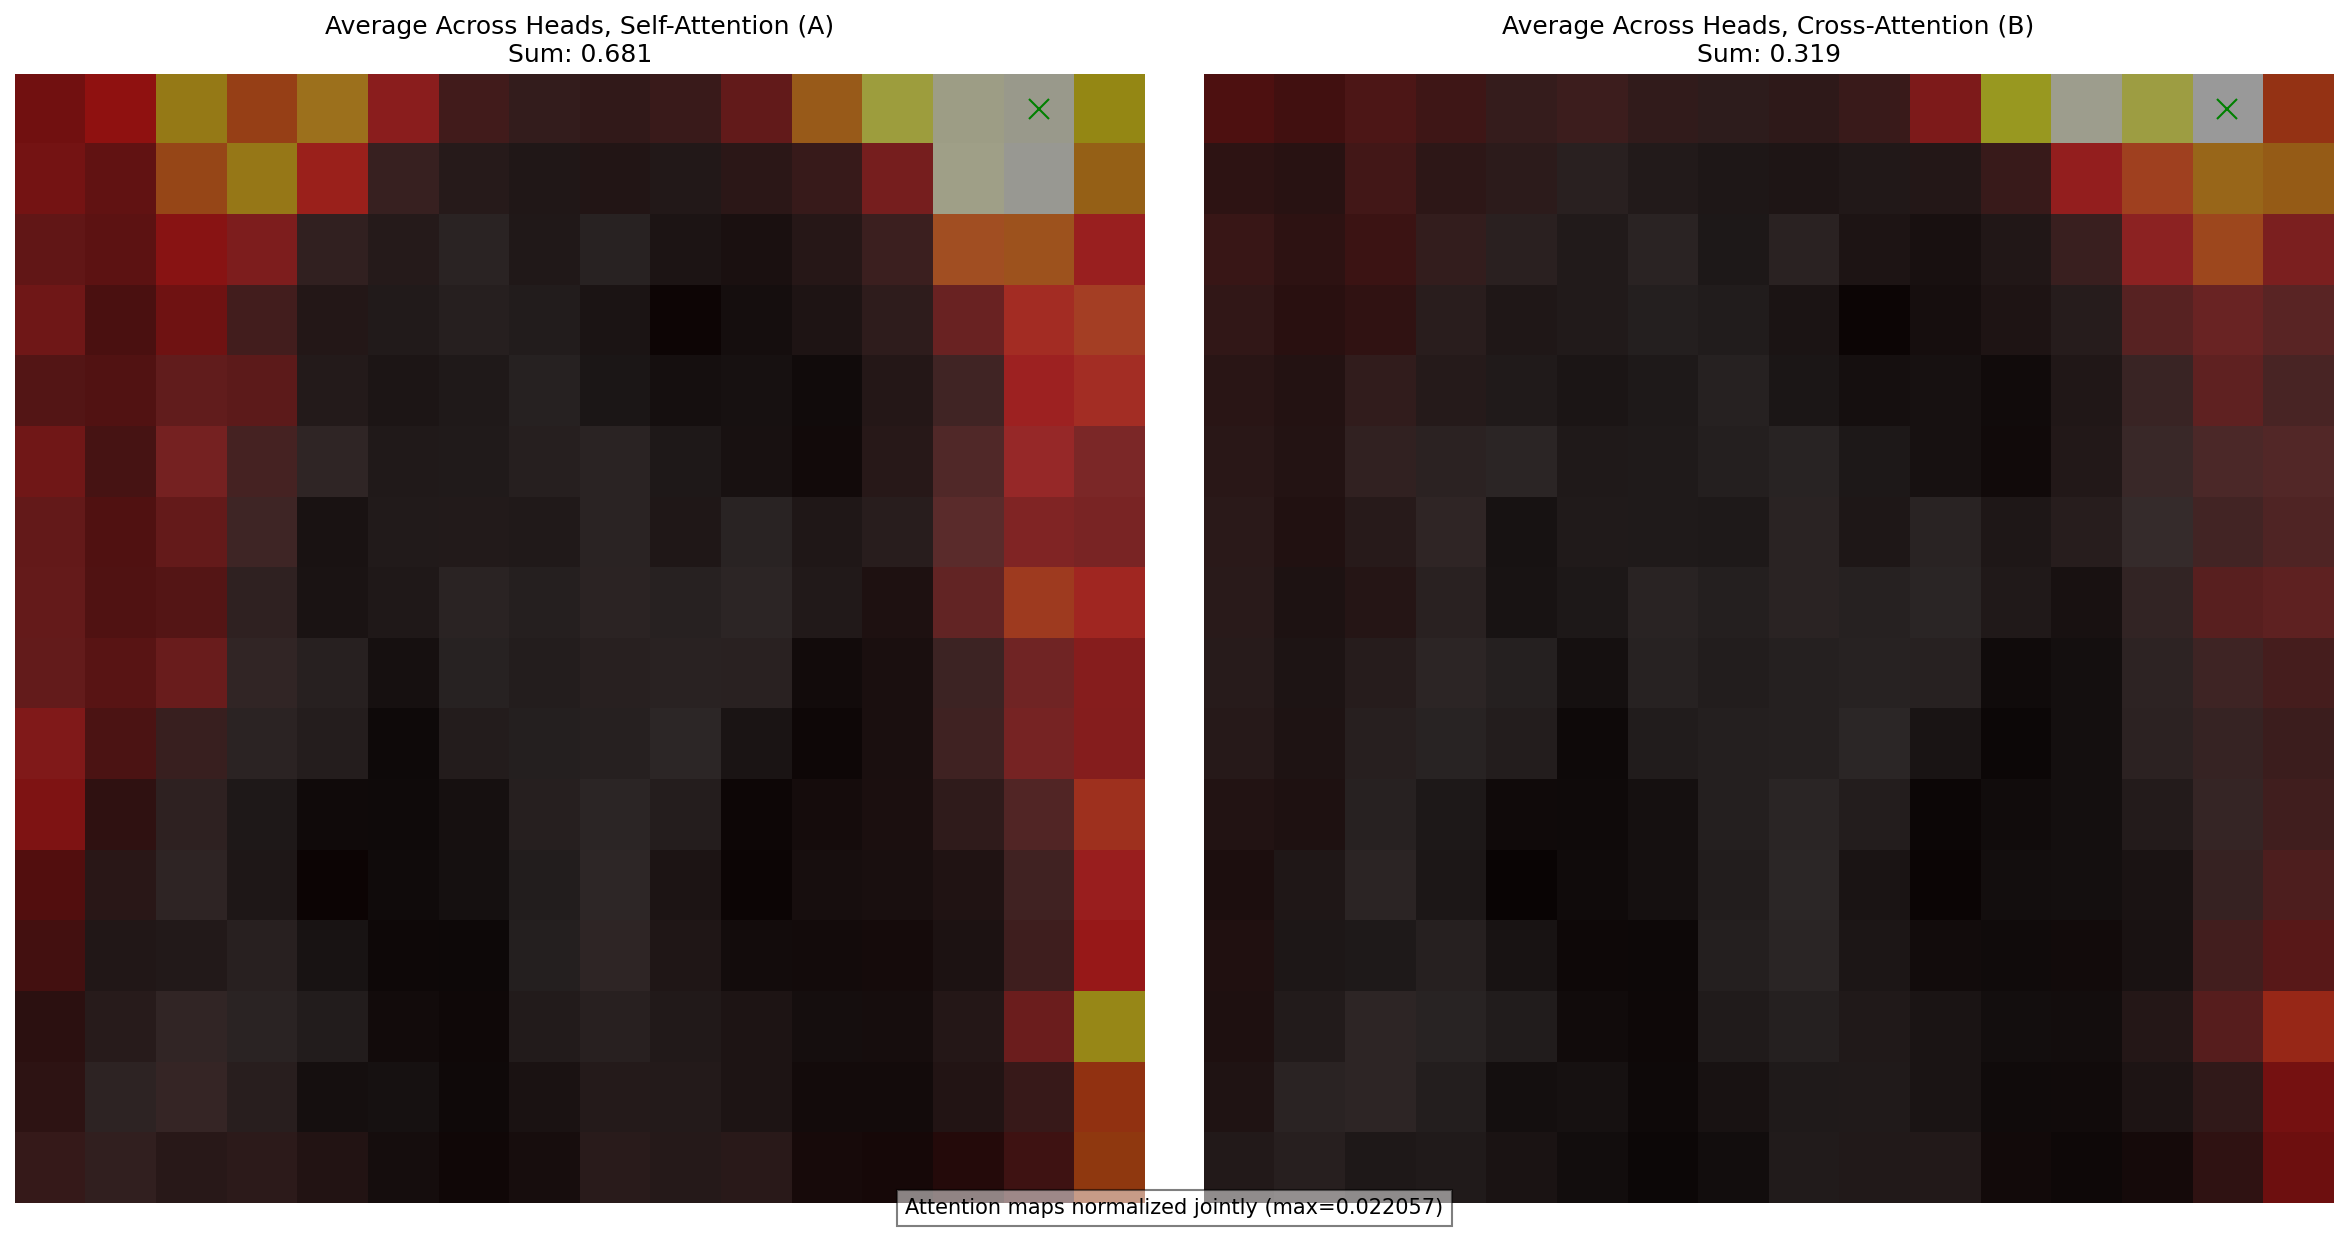 Average Across Heads, Self-Attention (A)
Sum: 0.681
Average Across Heads, Cross-Attention (B)
Sum: 0.319
Attention maps normalized jointly (max=0.022057)